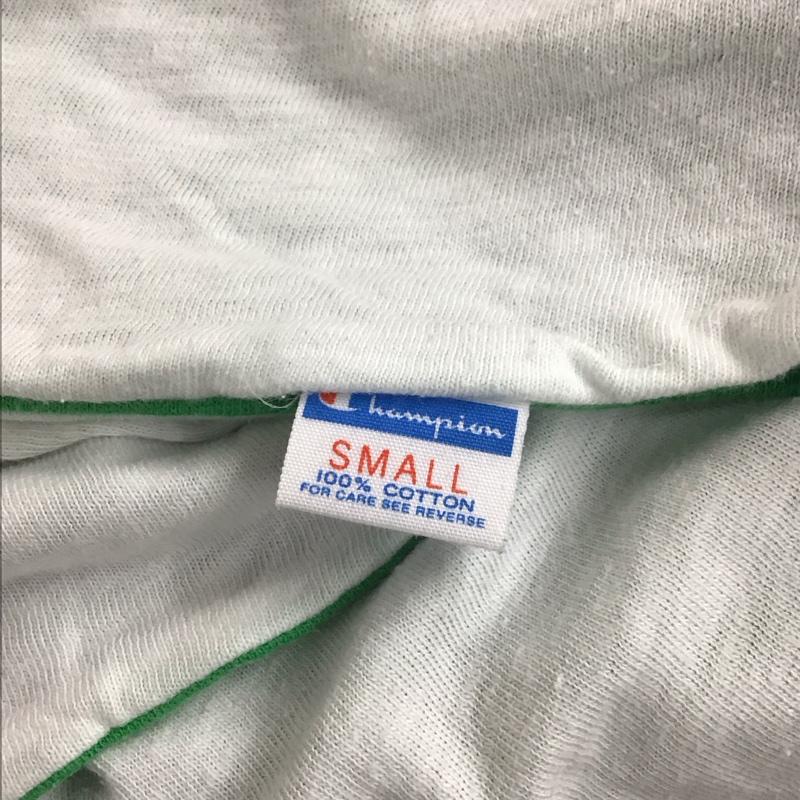 Champion
SMALL
100% COTTON
FOR CARE SEE REVERSE